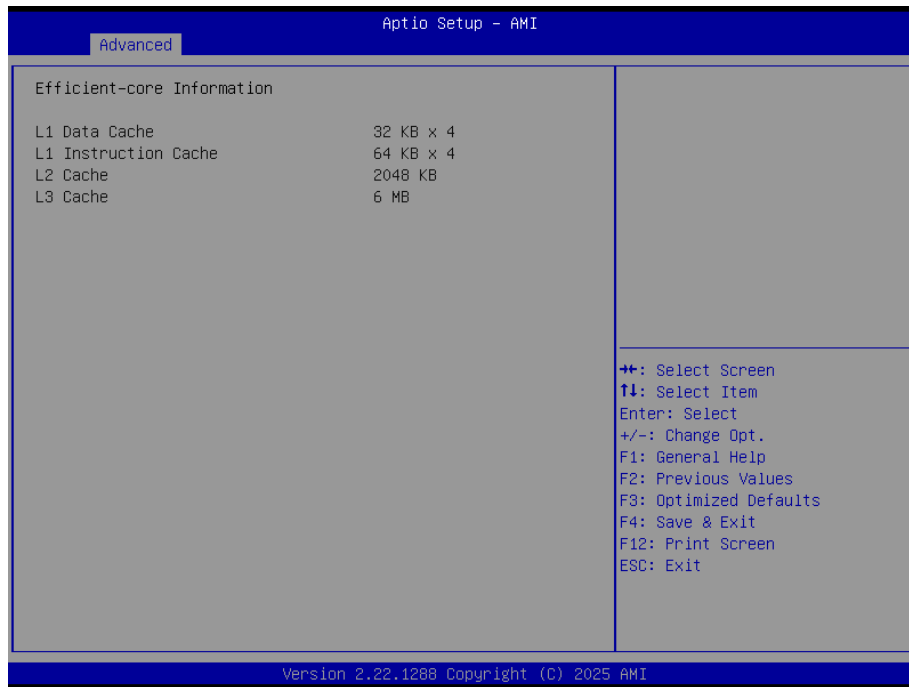 Aptio Setup – AMI
Advanced
Efficient-core Information
L1 Data Cache 32 KB x 4
L1 Instruction Cache 64 KB x 4
L2 Cache 2048 KB
L3 Cache 6 MB
→←: Select Screen
↑↓: Select Item
Enter: Select
+/-: Change Opt.
F1: General Help
F2: Previous Values
F3: Optimized Defaults
F4: Save & Exit
F12: Print Screen
ESC: Exit
Version 2.22.1288 Copyright (C) 2025 AMI